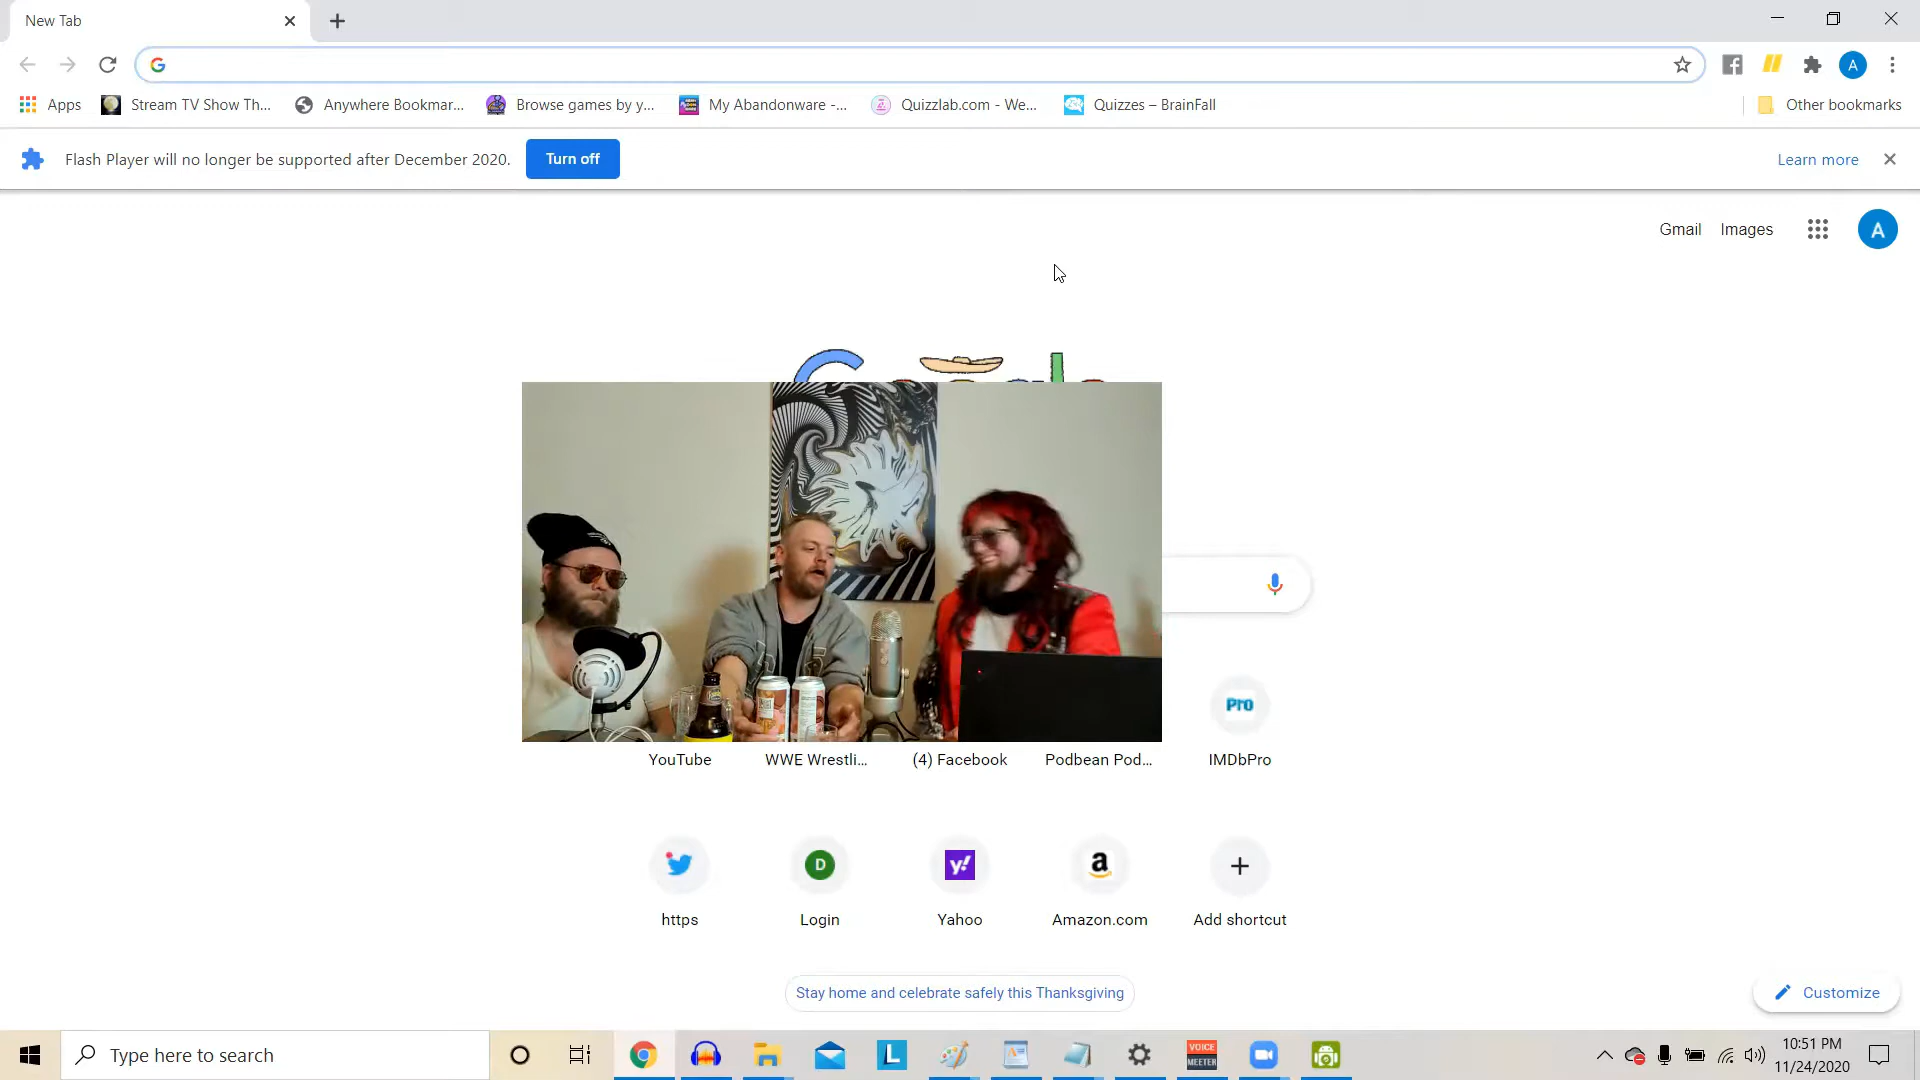 New Tab
Apps
Stream TV Show Th...
Anywhere Bookmar...
Browse games by y...
My Abandonware -...
Quizzlab.com - We...
Quizzes – BrainFall
Other bookmarks
Flash Player will no longer be supported after December 2020.
Turn off
Learn more
Gmail
Images
A
A
Pro
YouTube
WWE Wrestli...
(4) Facebook
Podbean Pod...
IMDbPro
D
y!
a
https
Login
Yahoo
Amazon.com
Add shortcut
Stay home and celebrate safely this Thanksgiving
Customize
Type here to search
L
VOICE
MEETER
10:51 PM
11/24/2020